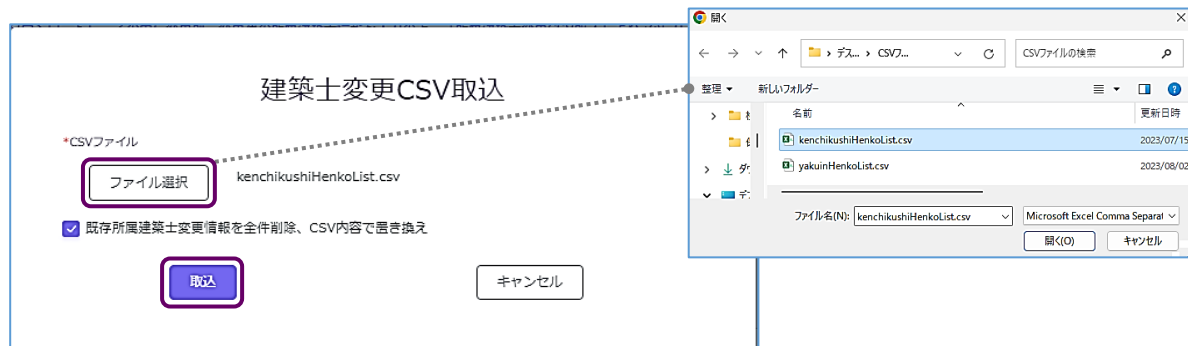 建築士変更CSV取込
*CSVファイル
ファイル選択
kenchikushiHenkoList.csv
既存所属建築士変更情報を全件削除、CSV内容で置き換え
取込
キャンセル
開く
デス... › CSVフ...
CSVファイルの検索
整理
新しいフォルダー
名前
更新日時
kenchikushiHenkoList.csv
2023/07/15
yakuinHenkoList.csv
2023/08/02
ファイル名(N):
kenchikushiHenkoList.csv
Microsoft Excel Comma Separat
開く(O)
キャンセル